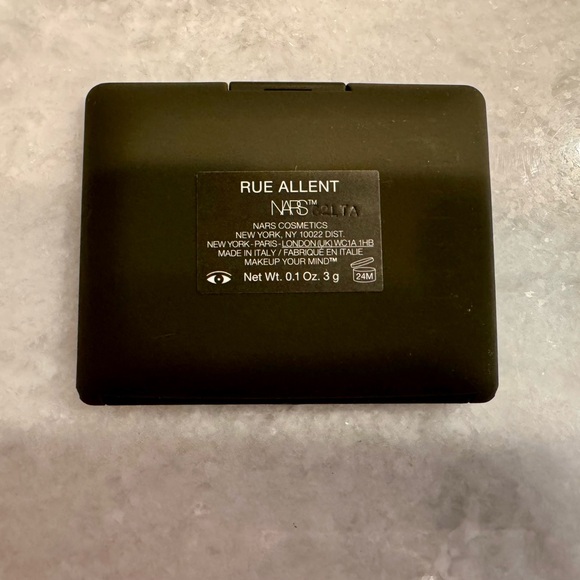 RUE ALLENT
NARS™
NARS COSMETICS
NEW YORK, NY 10022 DIST.
NEW YORK - PARIS - LONDON (UK) WC1A 1HB
MADE IN ITALY / FABRIQUÉ EN ITALIE
MAKEUP YOUR MIND™
Net Wt. 0.1 Oz. 3 g
24M